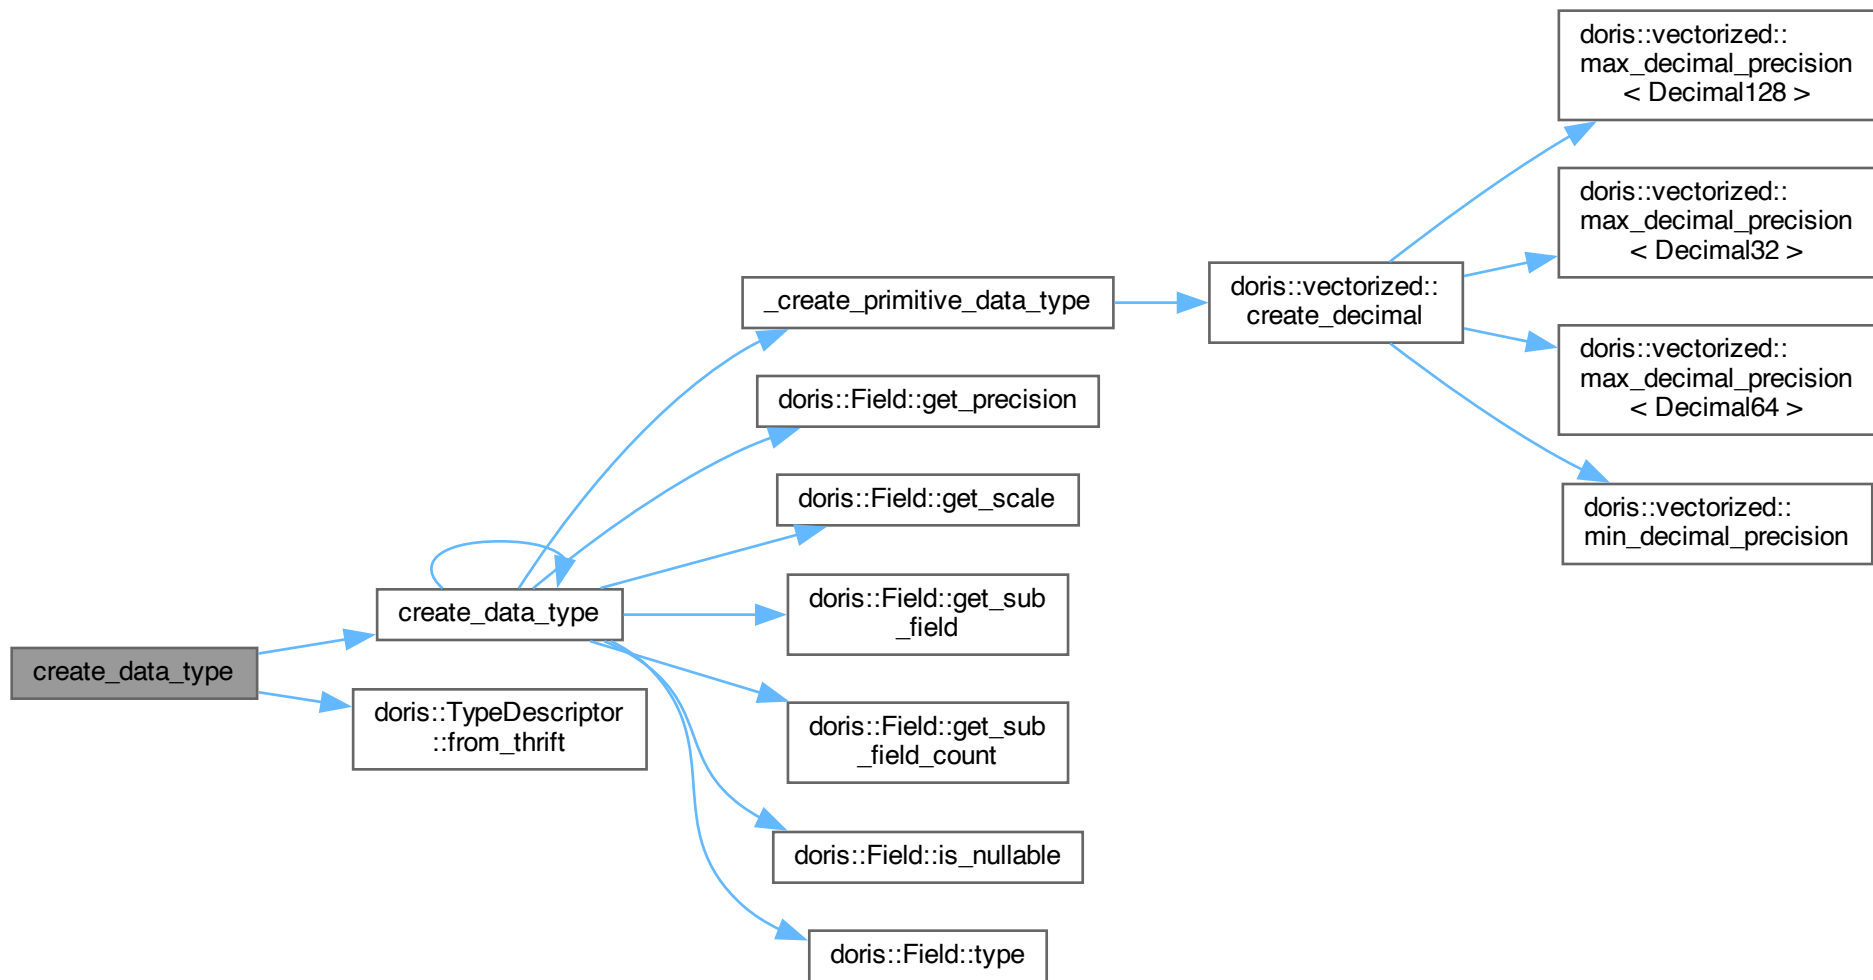 create_data_type
create_data_type
doris::TypeDescriptor
::from_thrift
_create_primitive_data_type
doris::Field::get_precision
doris::Field::get_scale
doris::Field::get_sub
_field
doris::Field::get_sub
_field_count
doris::Field::is_nullable
doris::Field::type
doris::vectorized::
create_decimal
doris::vectorized::
max_decimal_precision
< Decimal128 >
doris::vectorized::
max_decimal_precision
< Decimal32 >
doris::vectorized::
max_decimal_precision
< Decimal64 >
doris::vectorized::
min_decimal_precision